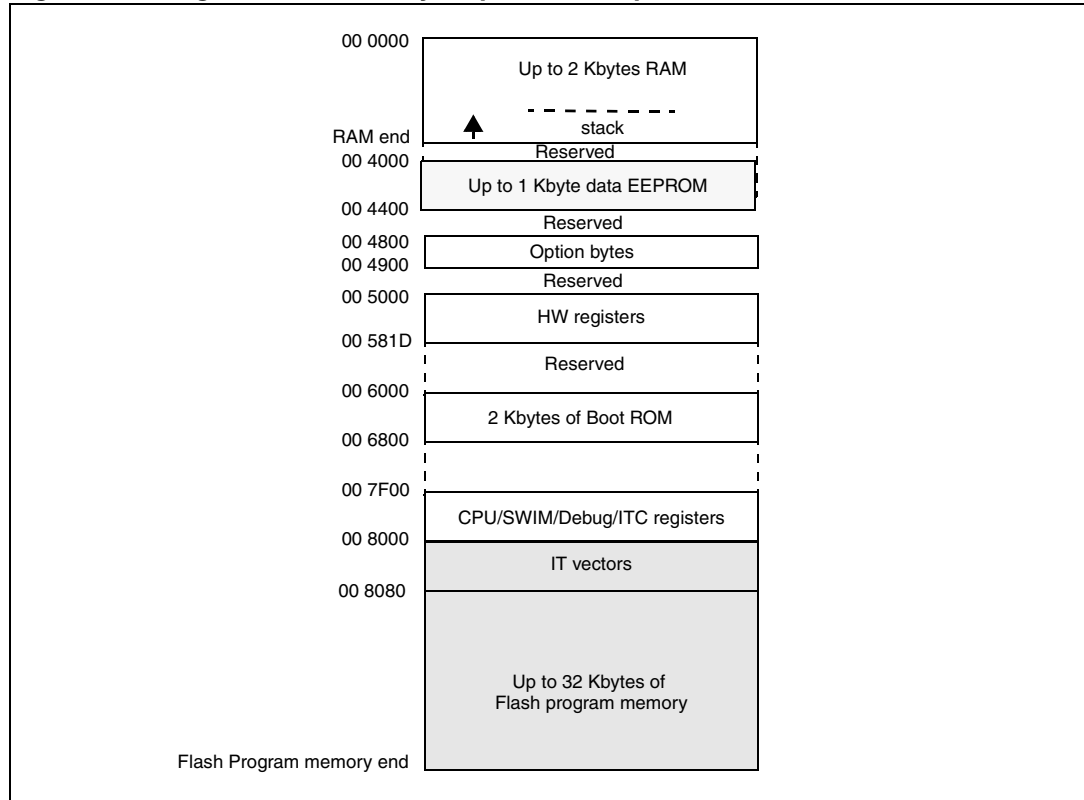 00 0000
Up to 2 Kbytes RAM
stack
RAM end
Reserved
00 4000
Up to 1 Kbyte data EEPROM
00 4400
Reserved
00 4800
Option bytes
00 4900
Reserved
00 5000
HW registers
00 581D
Reserved
00 6000
2 Kbytes of Boot ROM
00 6800
00 7F00
CPU/SWIM/Debug/ITC registers
00 8000
IT vectors
00 8080
Up to 32 Kbytes of
Flash program memory
Flash Program memory end